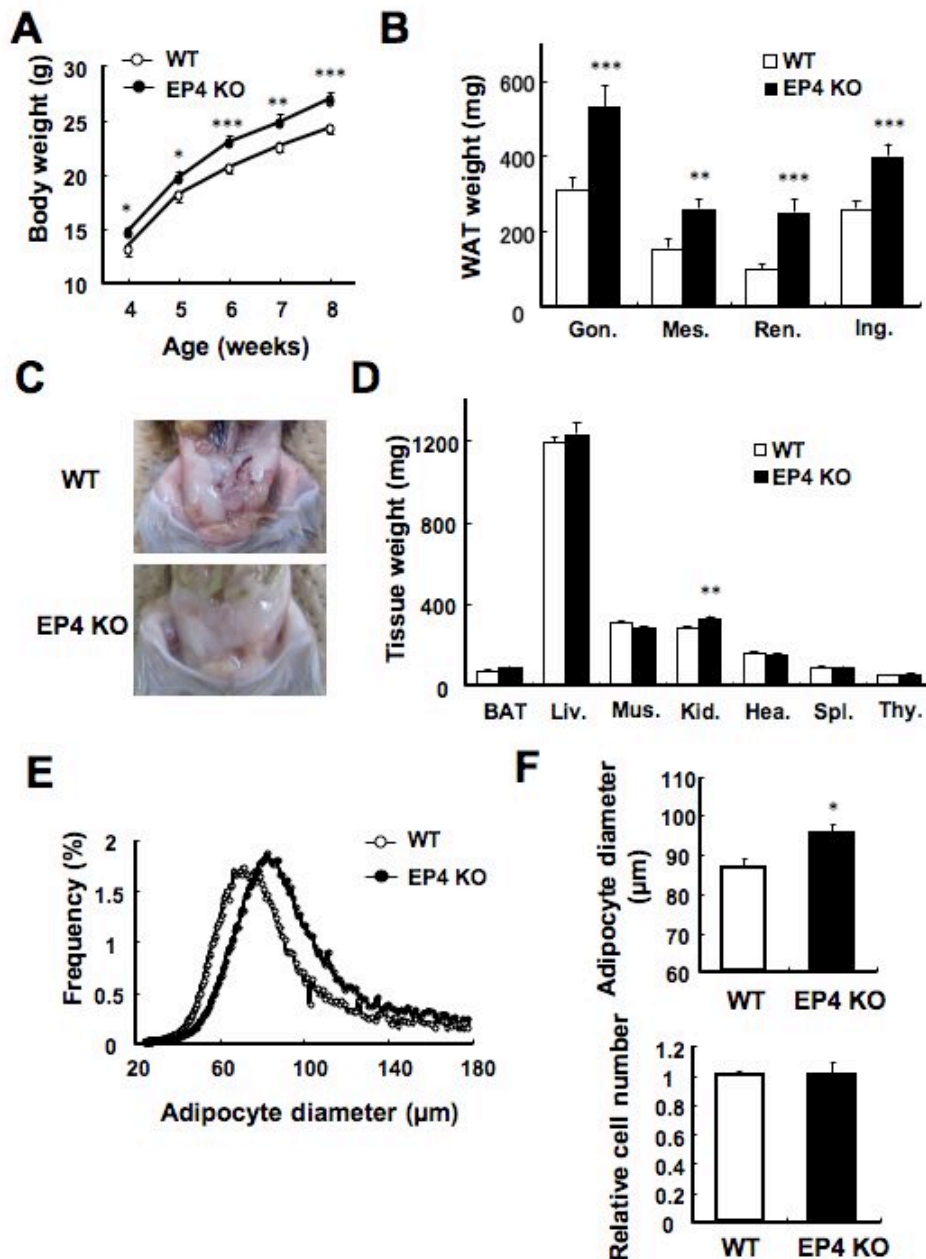 A
WT
EP4 KO
Body weight (g)
30
25
20
15
10
*
*
***
**
***
4 5 6 7 8
Age (weeks)
B
WT
EP4 KO
WAT weight (mg)
600
400
200
0
***
**
***
***
Gon. Mes. Ren. Ing.
C
WT
EP4 KO
D
WT
EP4 KO
Tissue weight (mg)
1200
800
400
0
**
BAT Liv. Mus. Kid. Hea. Spl. Thy.
E
WT
EP4 KO
Frequency (%)
2
1.5
1
0.5
0
20 60 100 140 180
Adipocyte diameter (μm)
F
Adipocyte diameter
(μm)
110
100
90
80
70
60
*
WT EP4 KO
Relative cell number
1.2
1
0.8
0.6
0.4
0.2
0
WT EP4 KO